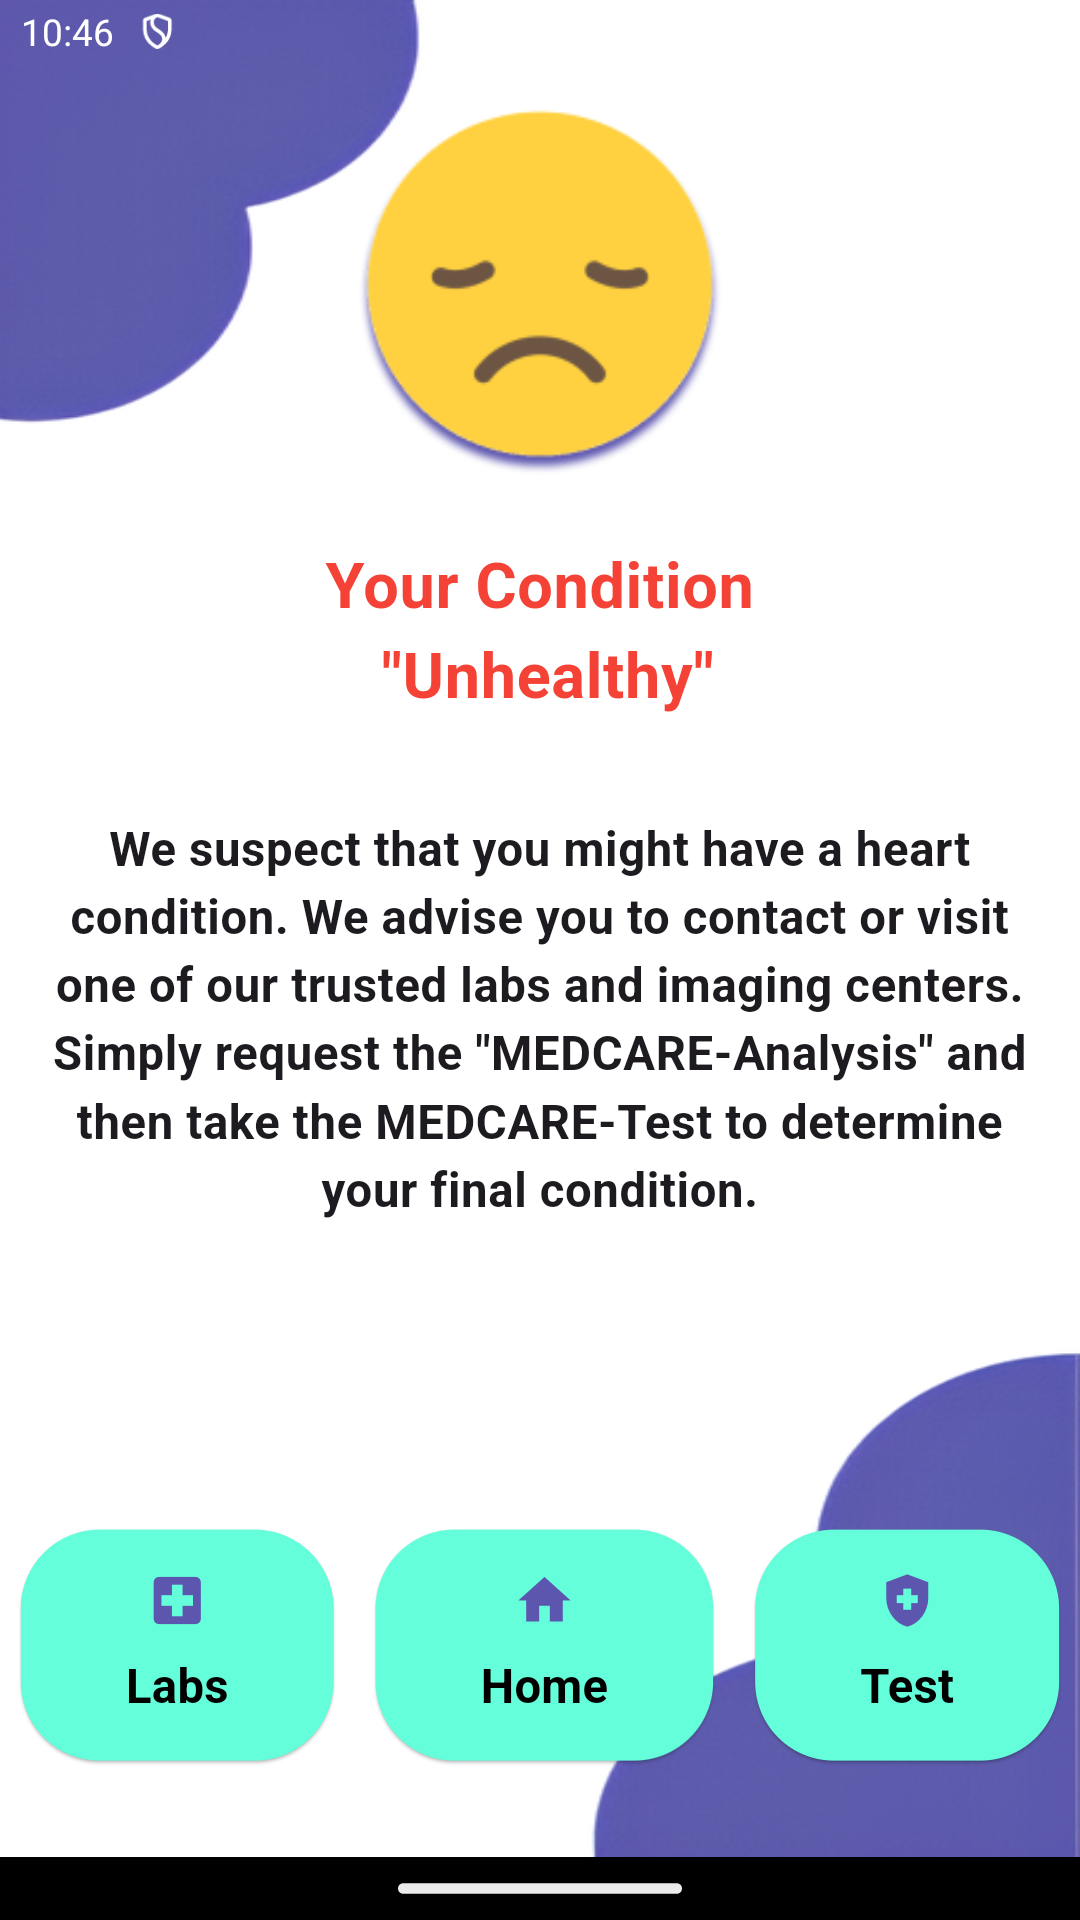 10:46
Your Condition
"Unhealthy"
We suspect that you might have a heart
condition. We advise you to contact or visit
one of our trusted labs and imaging centers.
Simply request the "MEDCARE-Analysis" and
then take the MEDCARE-Test to determine
your final condition.
Labs
Home
Test